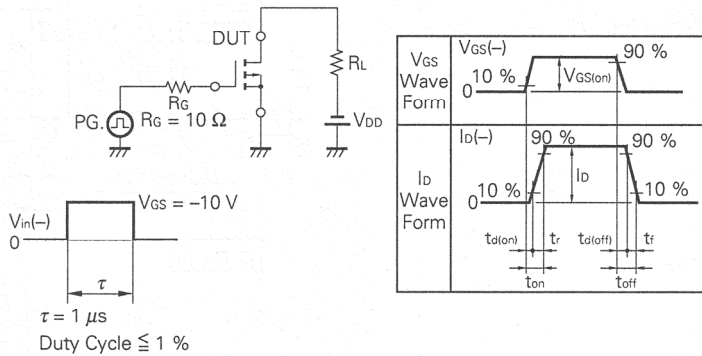 DUT
RL
RG
PG.
RG = 10 Ω
VDD
Vin(−)
0
VGS = −10 V
τ
τ = 1 μs
Duty Cycle ≦ 1 %
VGS
Wave
Form
VGS(−)
90 %
10 %
VGS(on)
0
ID
Wave
Form
ID(−)
90 %
90 %
10 %
ID
10 %
0
td(on)
tr
td(off)
tf
ton
toff